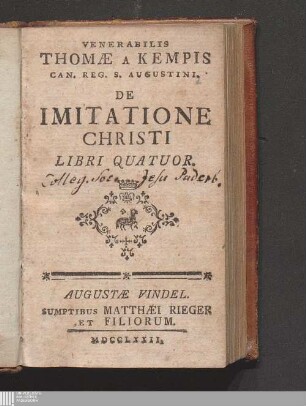 VENERABILIS
THOMÆ A KEMPIS
CAN. REG. S. AUGUSTINI.
DE
IMITATIONE
CHRISTI
LIBRI QUATUOR.
Colleg. Soc. Jesu Paderb.
AUGUSTÆ VINDEL.
SUMPTIBUS MATTHÆI RIEGER
ET FILIORUM.
MDCCLXXII.